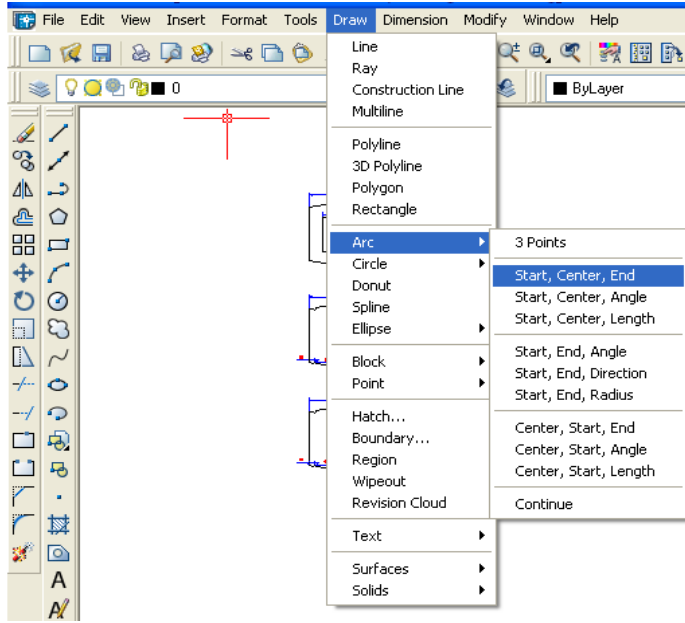 File Edit View Insert Format Tools Draw Dimension Modify Window Help
0
ByLayer
Line
Ray
Construction Line
Multiline
Polyline
3D Polyline
Polygon
Rectangle
Arc
Circle
Donut
Spline
Ellipse
Block
Point
Hatch...
Boundary...
Region
Wipeout
Revision Cloud
Text
Surfaces
Solids
3 Points
Start, Center, End
Start, Center, Angle
Start, Center, Length
Start, End, Angle
Start, End, Direction
Start, End, Radius
Center, Start, End
Center, Start, Angle
Center, Start, Length
Continue
A
A